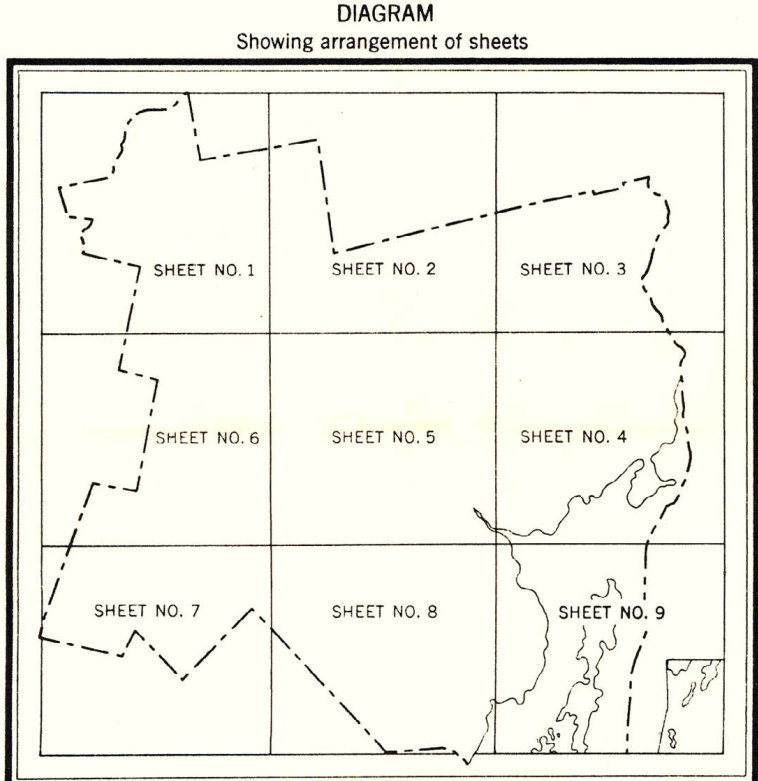 DIAGRAM
Showing arrangement of sheets
SHEET NO. 1
SHEET NO. 2
SHEET NO. 3
SHEET NO. 6
SHEET NO. 5
SHEET NO. 4
SHEET NO. 7
SHEET NO. 8
SHEET NO. 9